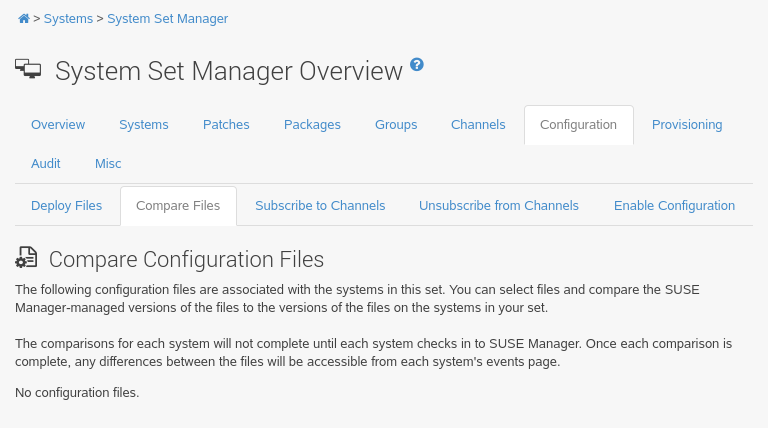 > Systems > System Set Manager
System Set Manager Overview
Overview Systems Patches Packages Groups Channels Configuration Provisioning
Audit Misc
Deploy Files Compare Files Subscribe to Channels Unsubscribe from Channels Enable Configuration
Compare Configuration Files
The following configuration files are associated with the systems in this set. You can select files and compare the SUSE
Manager-managed versions of the files to the versions of the files on the systems in your set.
The comparisons for each system will not complete until each system checks in to SUSE Manager. Once each comparison is
complete, any differences between the files will be accessible from each system's events page.
No configuration files.